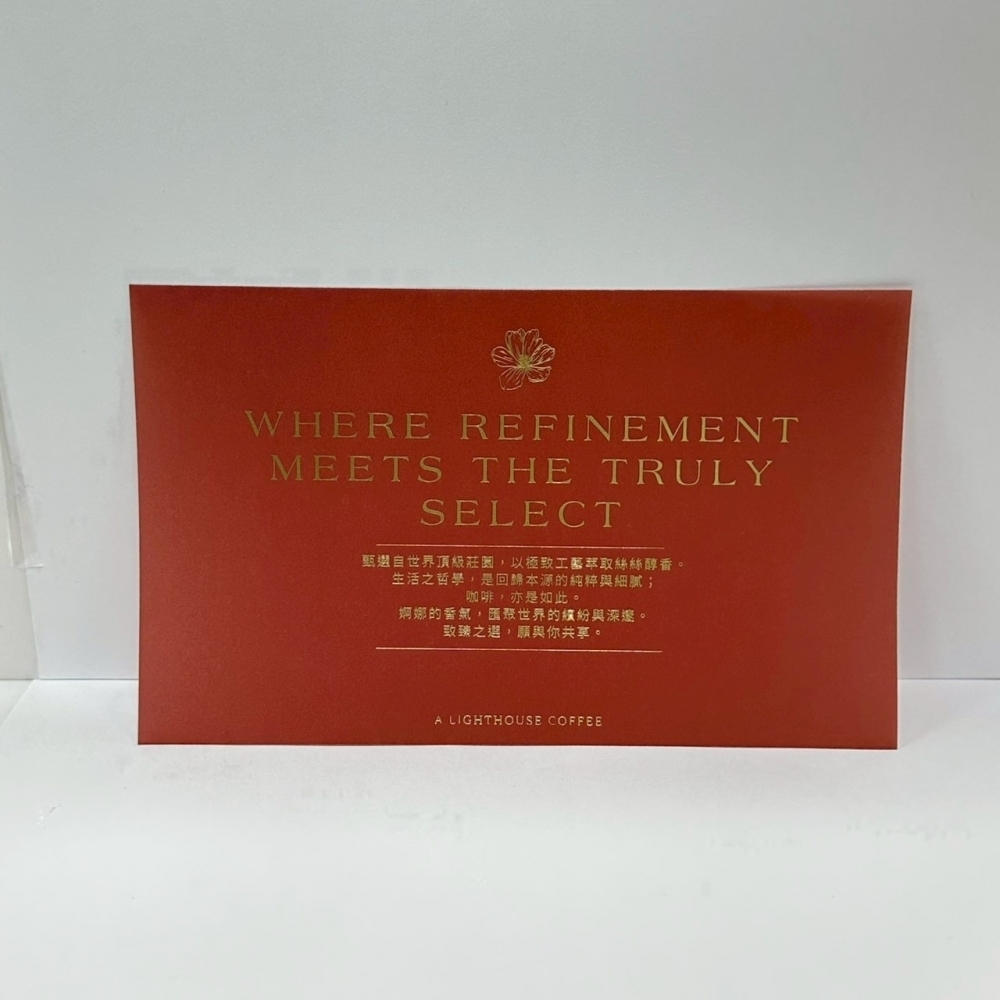 WHERE REFINEMENT
MEETS THE TRULY
SELECT
甄選自世界頂級莊園，以極致工藝萃取絲絲醇香。
生活之哲學，是回歸本源的純粹與細膩；
咖啡，亦是如此。
婀娜的香氣，匯聚世界的繽紛與深邃。
致臻之選，願與你共享。
A LIGHTHOUSE COFFEE